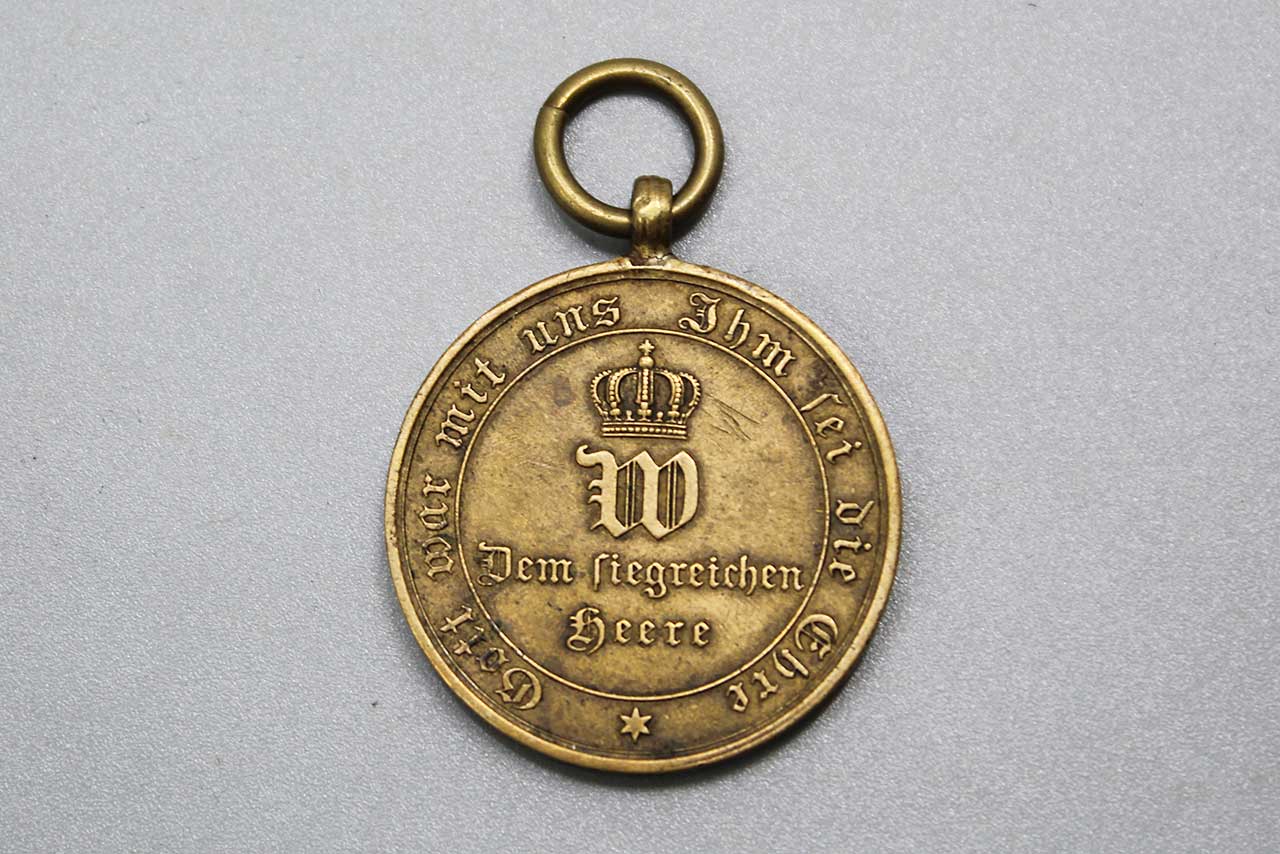 Gott war mit uns Ihm sei die Ehre
W
Dem siegreichen
Heere